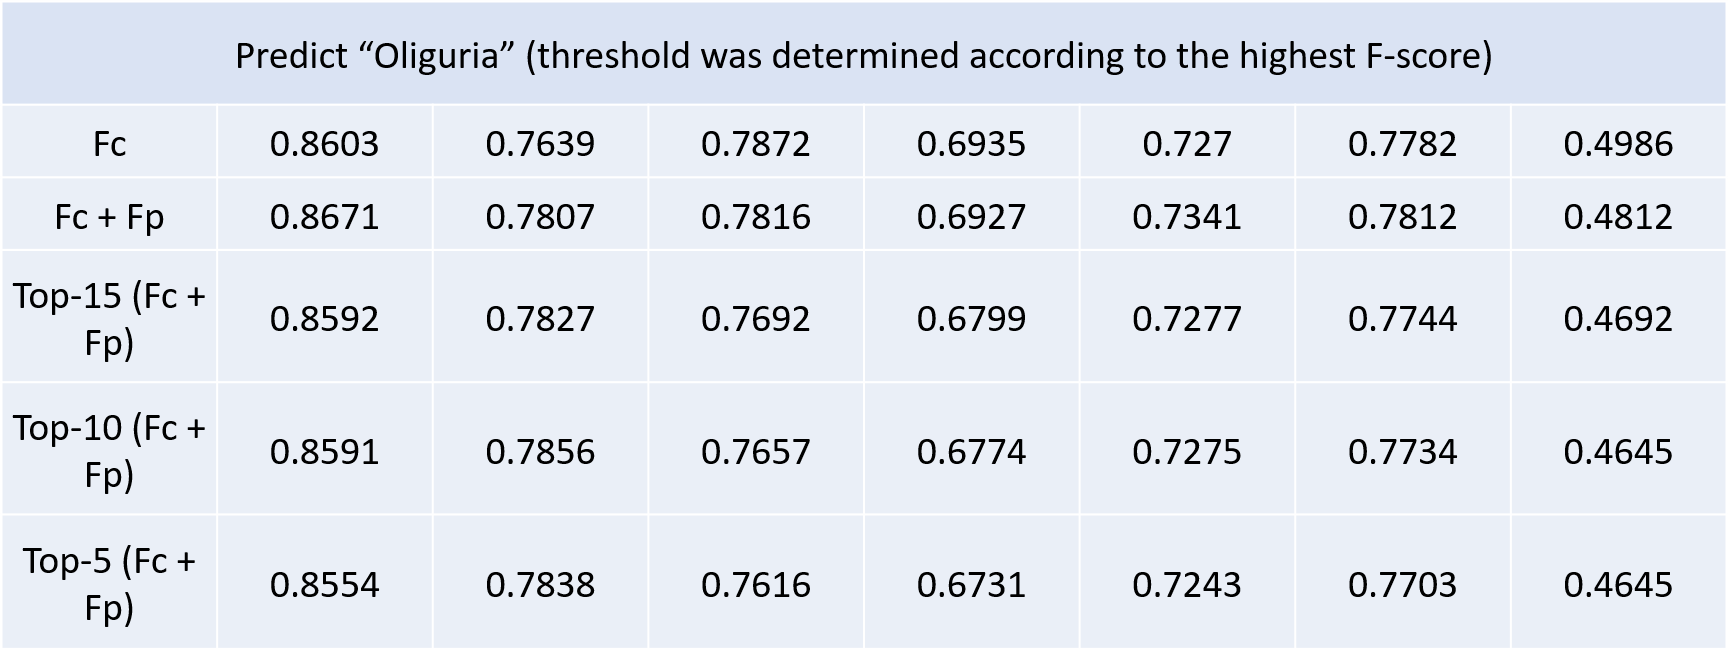 Predict “Oliguria” (threshold was determined according to the highest F-score)
Fc 0.8603 0.7639 0.7872 0.6935 0.727 0.7782 0.4986
Fc + Fp 0.8671 0.7807 0.7816 0.6927 0.7341 0.7812 0.4812
Top-15 (Fc +
Fp) 0.8592 0.7827 0.7692 0.6799 0.7277 0.7744 0.4692
Top-10 (Fc +
Fp) 0.8591 0.7856 0.7657 0.6774 0.7275 0.7734 0.4645
Top-5 (Fc +
Fp) 0.8554 0.7838 0.7616 0.6731 0.7243 0.7703 0.4645